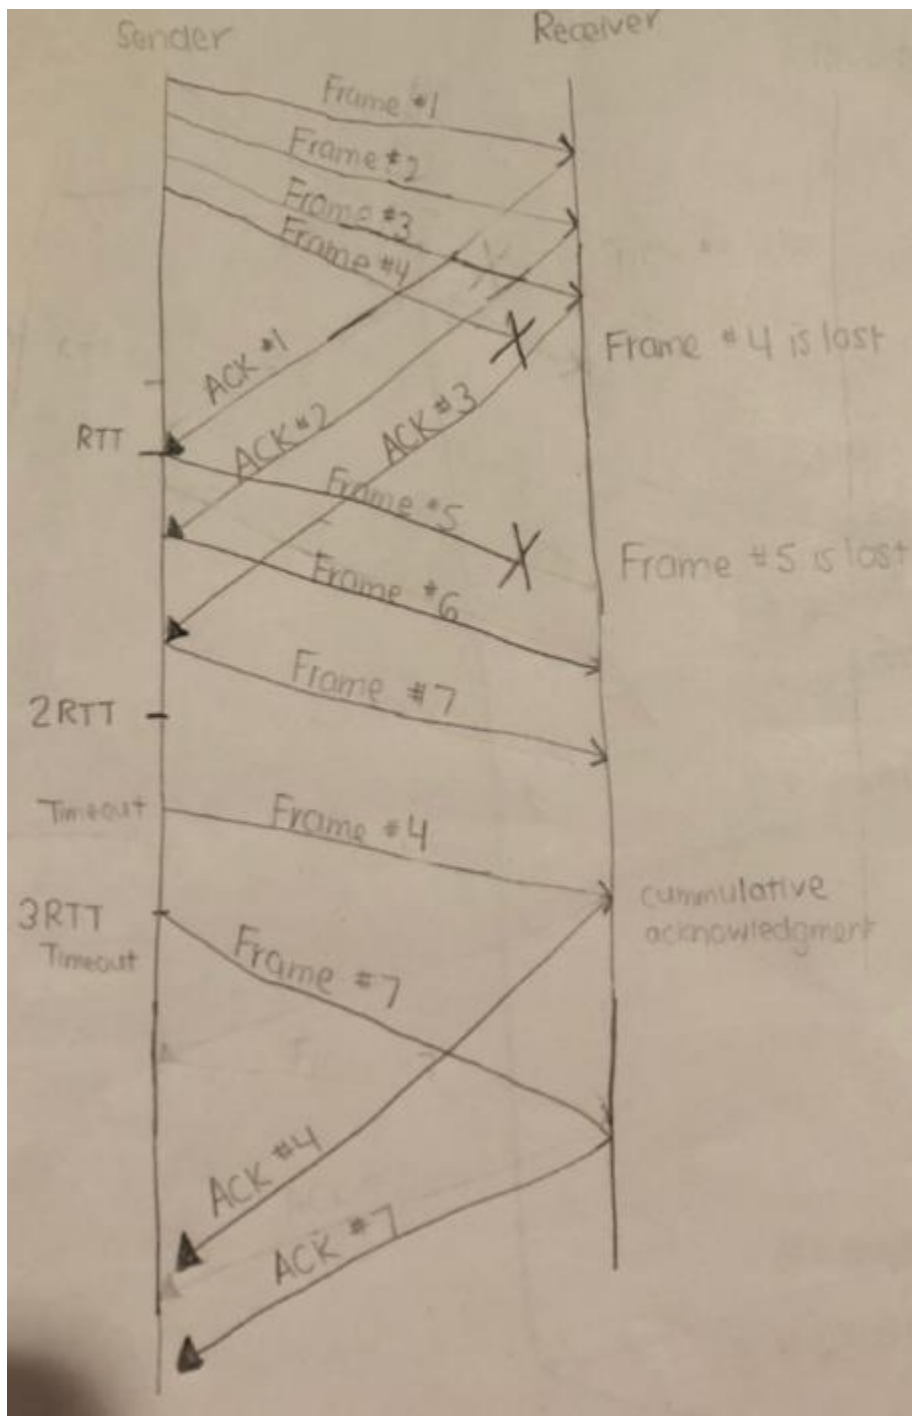 Sender
Receiver
Frame #1
Frame #2
Frame #3
Frame #4
Frame #4 is lost
ACK #1
ACK #2
ACK #3
RTT
Frame #5
Frame #5 is lost
Frame #6
Frame #7
2RTT
Timeout
Frame #4
cummulative
acknowledgment
3RTT
Timeout
Frame #7
ACK #4
ACK #7